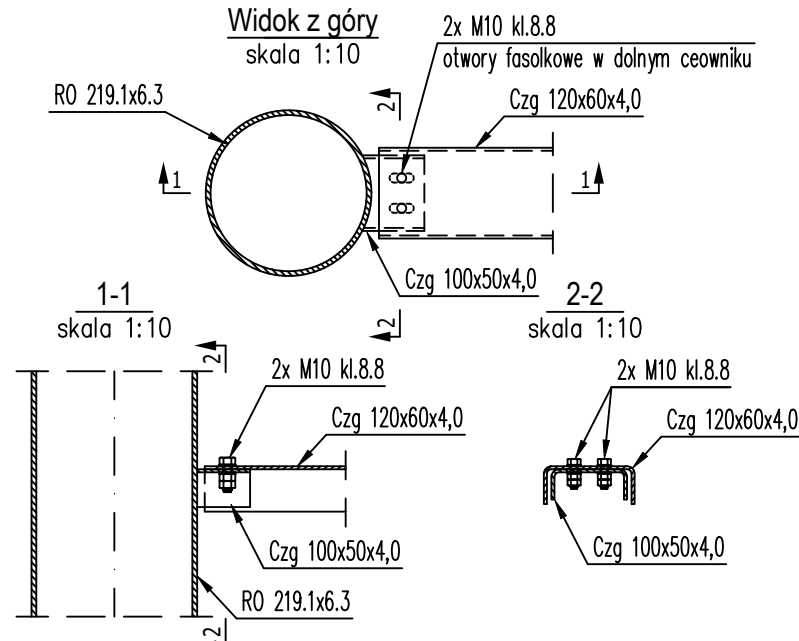 Widok z góry
skala 1:10
2x M10 kl.8.8
otwory fasolkowe w dolnym ceowniku
RO 219.1x6.3
2
Czg 120x60x4,0
1
1
Czg 100x50x4,0
2
1-1
skala 1:10
2
2x M10 kl.8.8
Czg 120x60x4,0
Czg 100x50x4,0
RO 219.1x6.3
2
2-2
skala 1:10
2x M10 kl.8.8
Czg 120x60x4,0
Czg 100x50x4,0